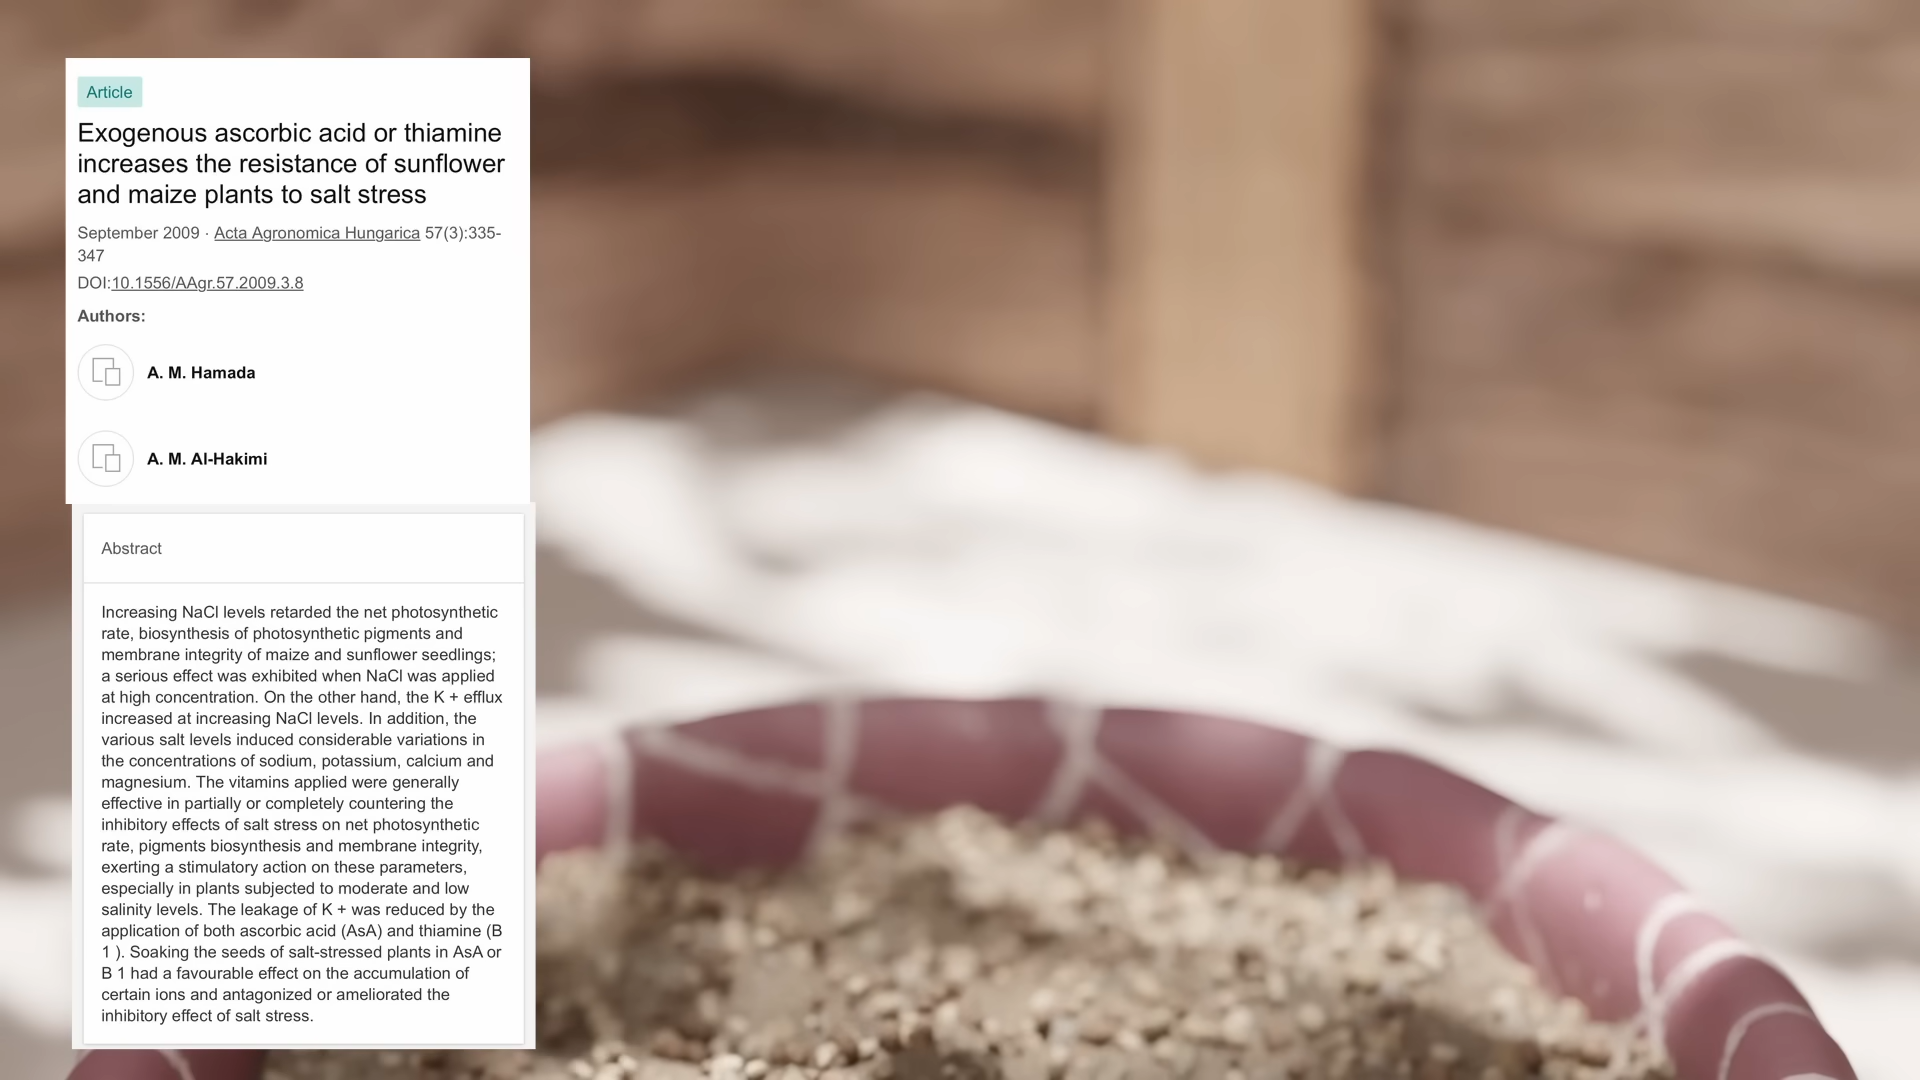 Article
Exogenous ascorbic acid or thiamine
increases the resistance of sunflower
and maize plants to salt stress
September 2009 · Acta Agronomica Hungarica 57(3):335-
347
DOI:10.1556/AAgr.57.2009.3.8
Authors:
A. M. Hamada
A. M. Al-Hakimi
Abstract
Increasing NaCl levels retarded the net photosynthetic
rate, biosynthesis of photosynthetic pigments and
membrane integrity of maize and sunflower seedlings;
a serious effect was exhibited when NaCl was applied
at high concentration. On the other hand, the K + efflux
increased at increasing NaCl levels. In addition, the
various salt levels induced considerable variations in
the concentrations of sodium, potassium, calcium and
magnesium. The vitamins applied were generally
effective in partially or completely countering the
inhibitory effects of salt stress on net photosynthetic
rate, pigments biosynthesis and membrane integrity,
exerting a stimulatory action on these parameters,
especially in plants subjected to moderate and low
salinity levels. The leakage of K + was reduced by the
application of both ascorbic acid (AsA) and thiamine (B
1 ). Soaking the seeds of salt-stressed plants in AsA or
B 1 had a favourable effect on the accumulation of
certain ions and antagonized or ameliorated the
inhibitory effect of salt stress.